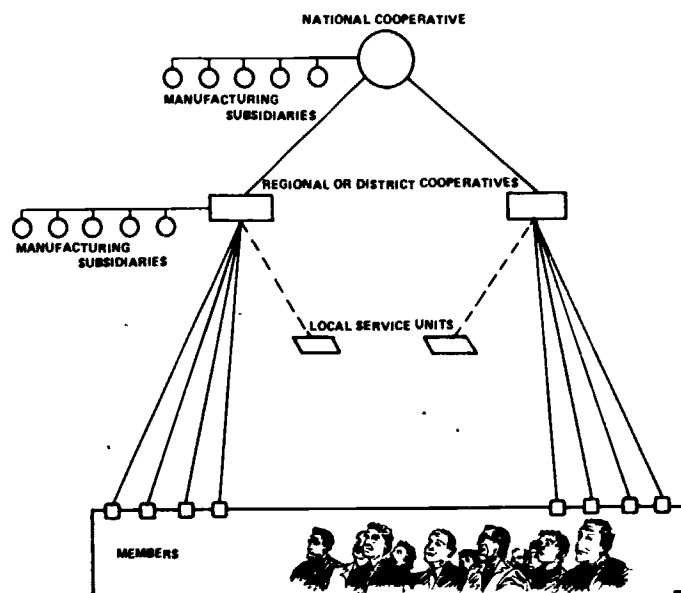 NATIONAL COOPERATIVE
MANUFACTURING
SUBSIDIARIES
REGIONAL OR DISTRICT COOPERATIVES
MANUFACTURING
SUBSIDIARIES
LOCAL SERVICE UNITS
MEMBERS